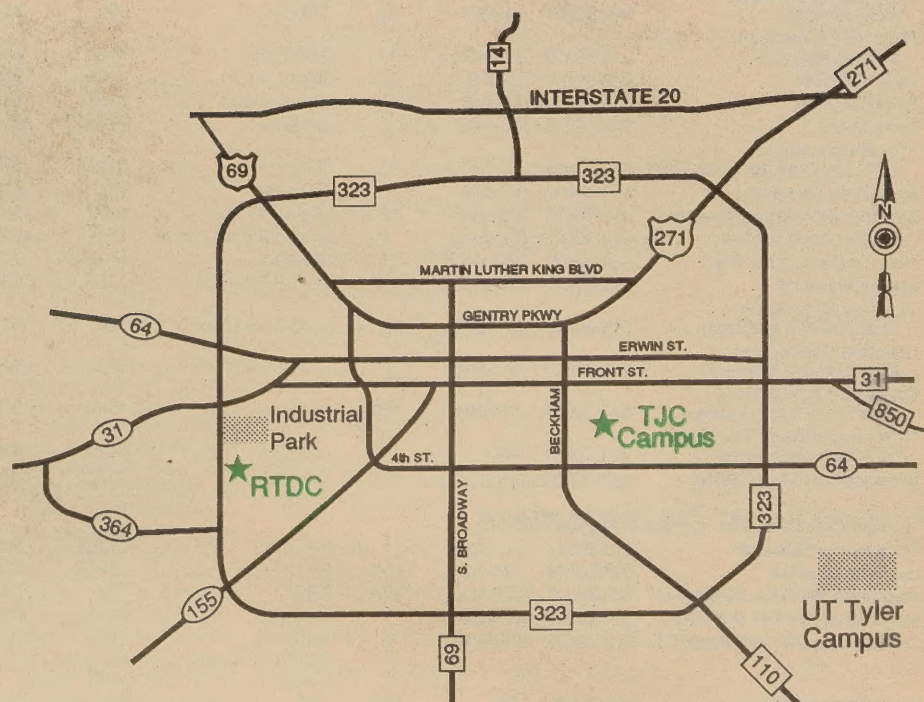 14
271
INTERSTATE 20
69
323
323
N
271
MARTIN LUTHER KING BLVD
GENTRY PKWY
64
ERWIN ST.
FRONT ST.
31
850
BECKHAM
TJC
Campus
Industrial
Park
31
4th ST.
64
RTDC
364
323
S. BROADWAY
155
323
UT Tyler
Campus
69
110